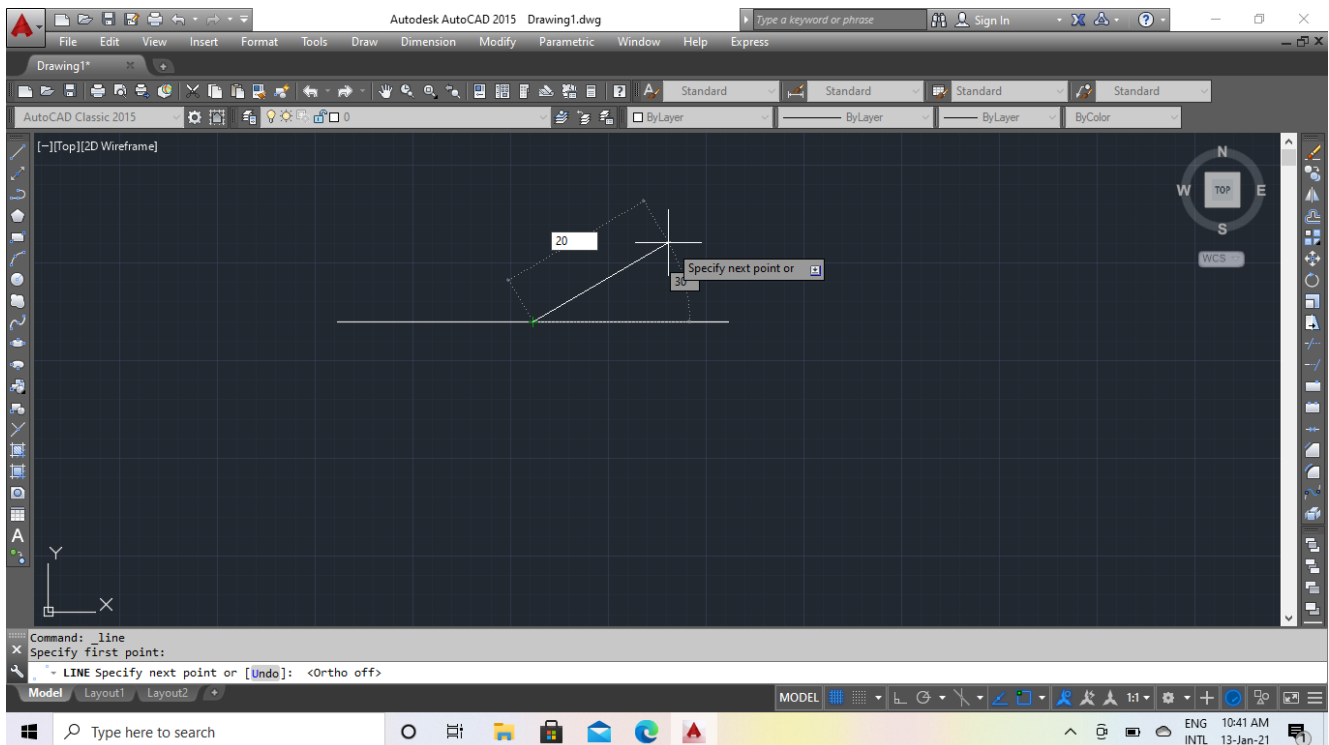 Autodesk AutoCAD 2015 Drawing1.dwg Type a keyword or phrase Sign In
File Edit View Insert Format Tools Draw Dimension Modify Parametric Window Help Express
Drawing1*
Standard Standard Standard Standard
AutoCAD Classic 2015 0 ByLayer ByLayer ByLayer ByColor
[−][Top][2D Wireframe]
N
W TOP E
S
WCS
20
Specify next point or
30
Y
X
Command: _line
Specify first point:
LINE Specify next point or [Undo]: <Ortho off>
Model Layout1 Layout2 MODEL 1:1
Type here to search
ENG 10:41 AM
INTL 13-Jan-21